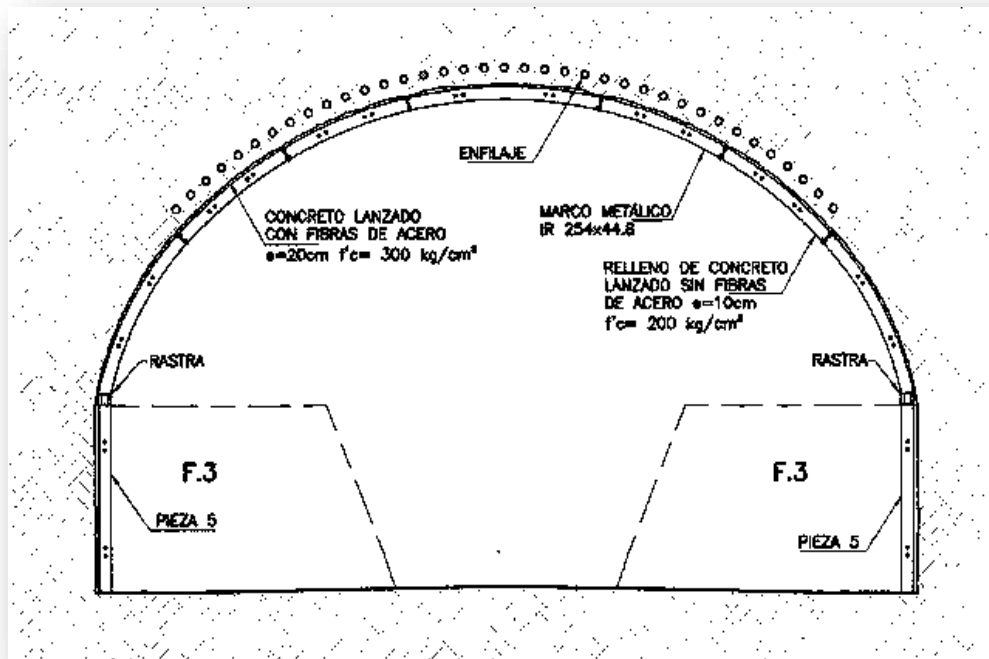 ENFILAJE
CONCRETO LANZADO
CON FIBRAS DE ACERO
e=20cm f'c= 300 kg/cm²
MARCO METÁLICO
IR 254x44.8
RELLENO DE CONCRETO
LANZADO SIN FIBRAS
DE ACERO e=10cm
f'c= 200 kg/cm²
RASTRA
RASTRA
F.3
F.3
PIEZA 5
PIEZA 5